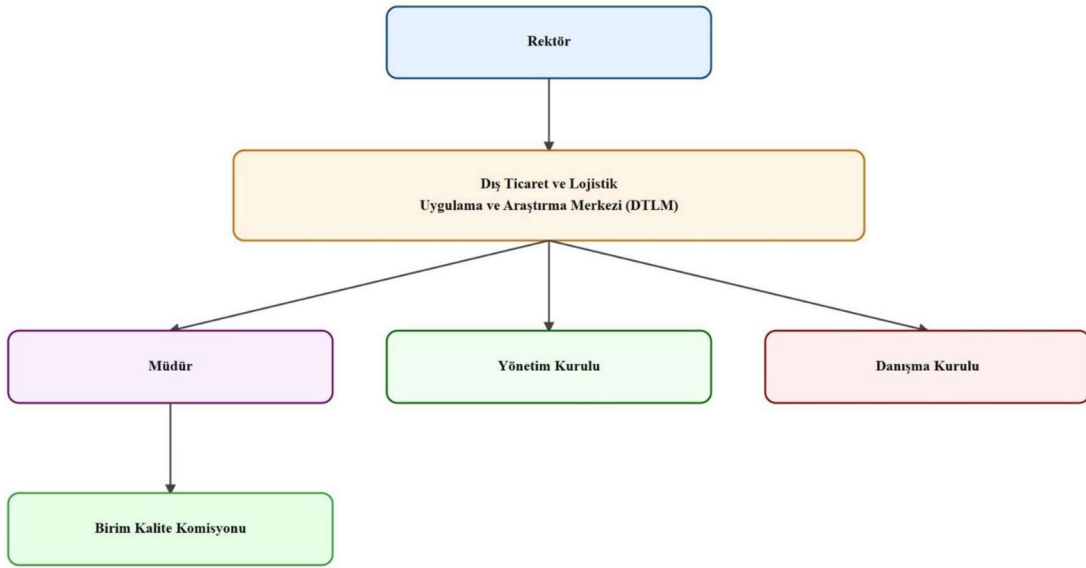 Rektör
Dış Ticaret ve Lojistik
Uygulama ve Araştırma Merkezi (DTLM)
Müdür
Yönetim Kurulu
Danışma Kurulu
Birim Kalite Komisyonu